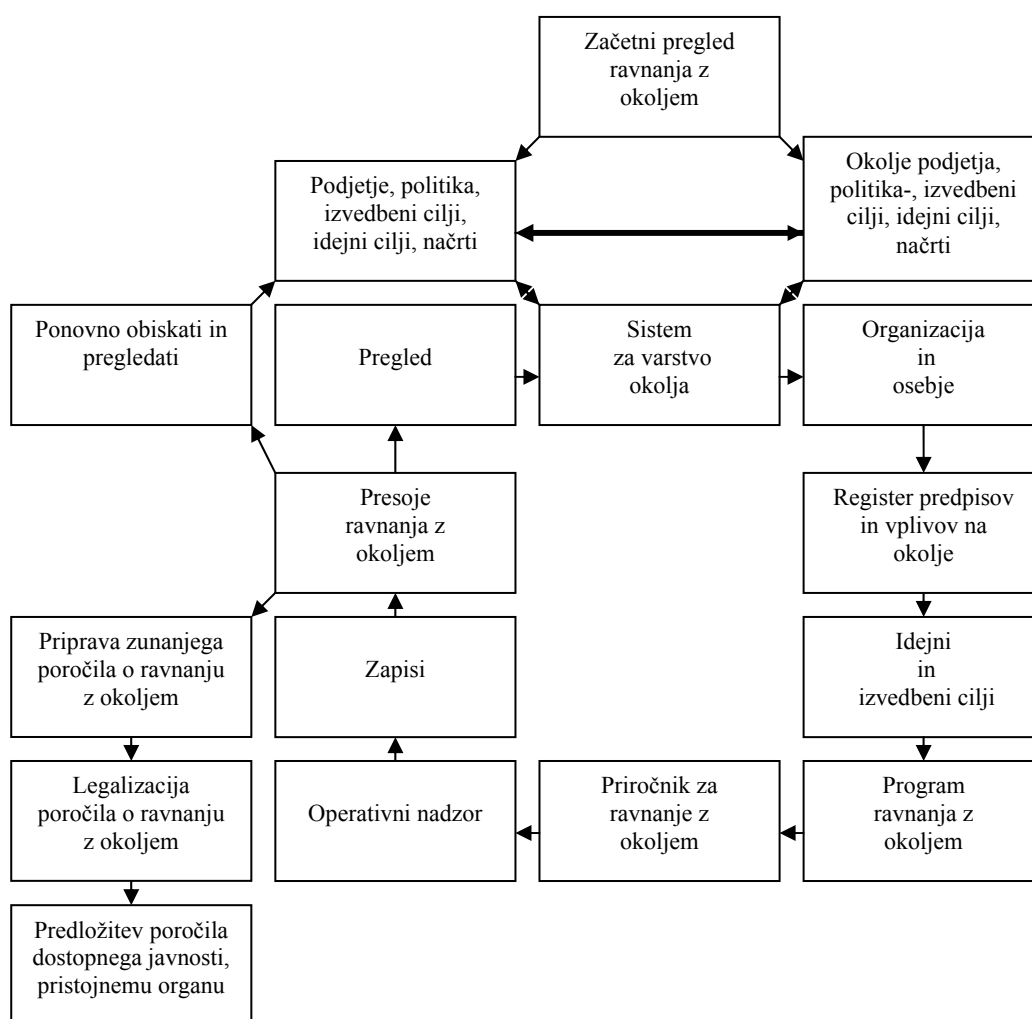 Začetni pregled
ravnanja z
okoljem
Podjetje, politika,
izvedbeni cilji,
idejni cilji, načrti
Okolje podjetja,
politika-, izvedbeni
cilji, idejni cilji,
načrti
Ponovno obiskati in
pregledati
Pregled
Sistem
za varstvo
okolja
Organizacija
in
osebje
Presoje
ravnanja z
okoljem
Register predpisov
in vplivov na
okolje
Priprava zunanjega
poročila o ravnanju
z okoljem
Zapisi
Idejni
in
izvedbeni cilji
Legalizacija
poročila o ravnanju
z okoljem
Operativni nadzor
Priročnik za
ravnanje z
okoljem
Program
ravnanja z
okoljem
Predložitev poročila
dostopnega javnosti,
pristojnemu organu